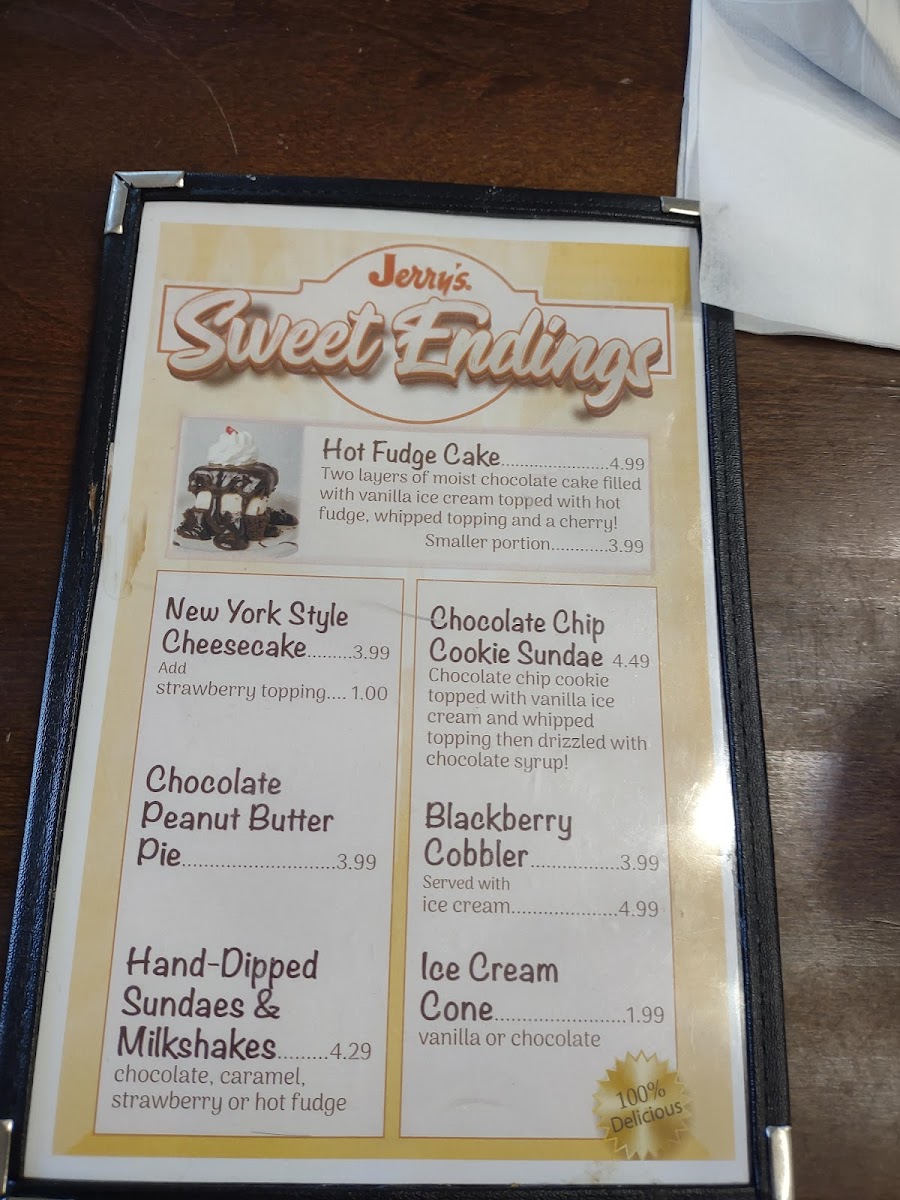 Jerry's.
Sweet Endings
Hot Fudge Cake......................4.99
Two layers of moist chocolate cake filled
with vanilla ice cream topped with hot
fudge, whipped topping and a cherry!
Smaller portion............3.99
New York Style
Cheesecake.........3.99
Add
strawberry topping.... 1.00
Chocolate
Peanut Butter
Pie..........................3.99
Hand-Dipped
Sundaes &
Milkshakes.........4.29
chocolate, caramel,
strawberry or hot fudge
Chocolate Chip
Cookie Sundae 4.49
Chocolate chip cookie
topped with vanilla ice
cream and whipped
topping then drizzled with
chocolate syrup!
Blackberry
Cobbler...............3.99
Served with
ice cream....................4.99
Ice Cream
Cone......................1.99
vanilla or chocolate
100%
Delicious